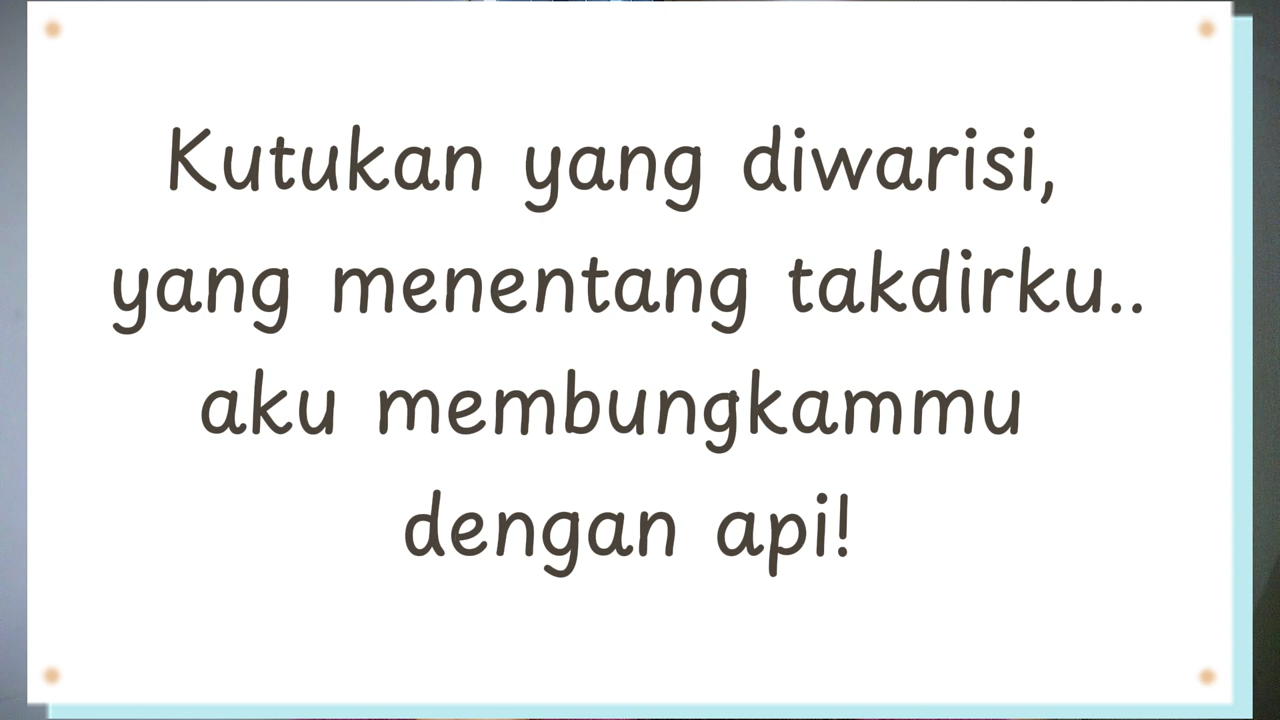 Kutukan yang diwarisi,
yang menentang takdirku..
aku membungkammu
dengan api!